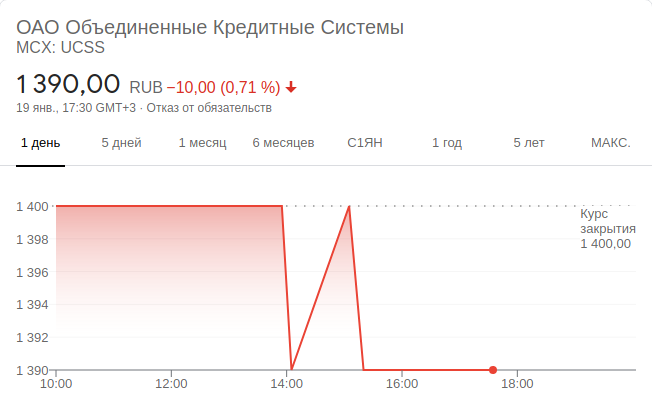 ОАО Объединенные Кредитные Системы
MCX: UCSS
1 390,00 RUB −10,00 (0,71 %)
19 янв., 17:30 GMT+3 · Отказ от обязательств
1 день 5 дней 1 месяц 6 месяцев С1ЯН 1 год 5 лет МАКС.
1 400
Курс
закрытия
1 400,00
1 398
1 396
1 394
1 392
1 390
10:00 12:00 14:00 16:00 18:00